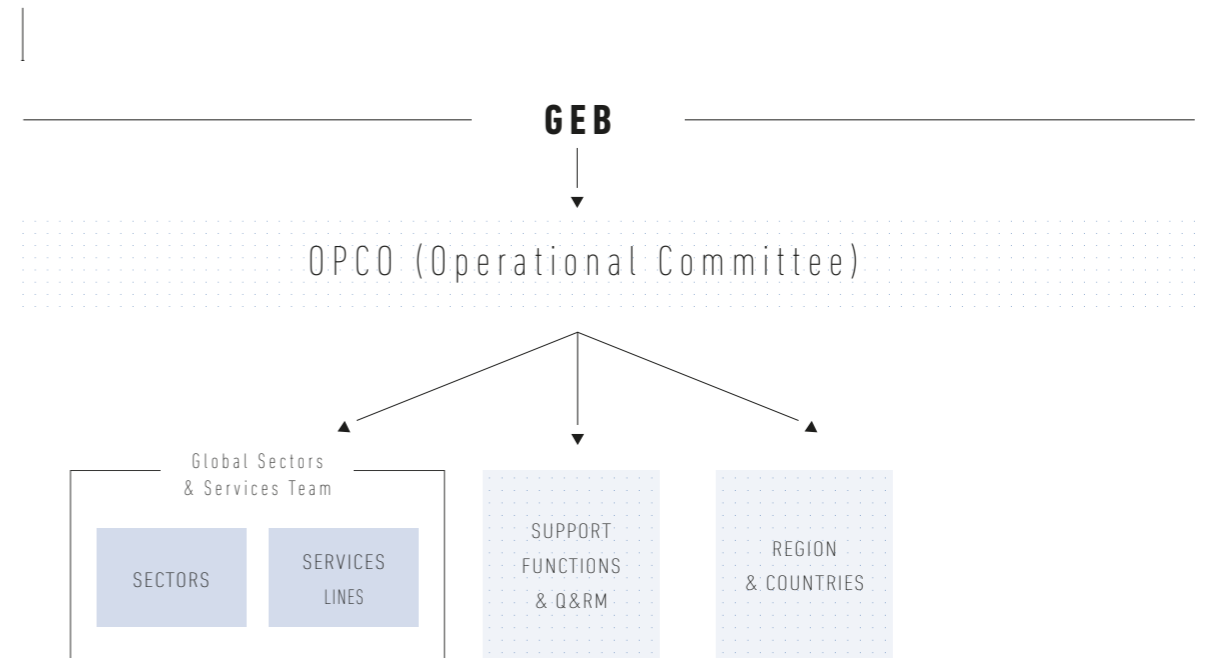 GEB
OPCO (Operational Committee)
Global Sectors
& Services Team
SECTORS
SERVICES
LINES
SUPPORT
FUNCTIONS
& Q&RM
REGION
& COUNTRIES